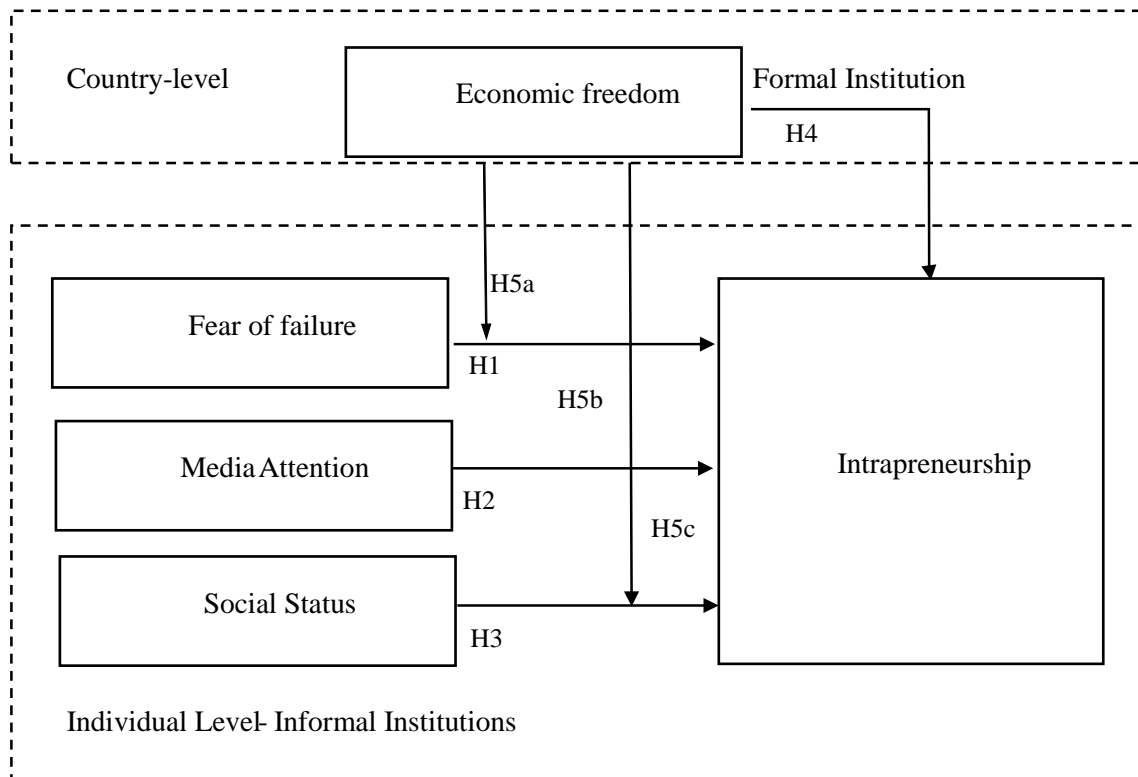 Country-level
Economic freedom
Formal Institution
H4
H5a
Fear of failure
H1
H5b
Media Attention
H2
Intrapreneurship
H5c
Social Status
H3
Individual Level- Informal Institutions